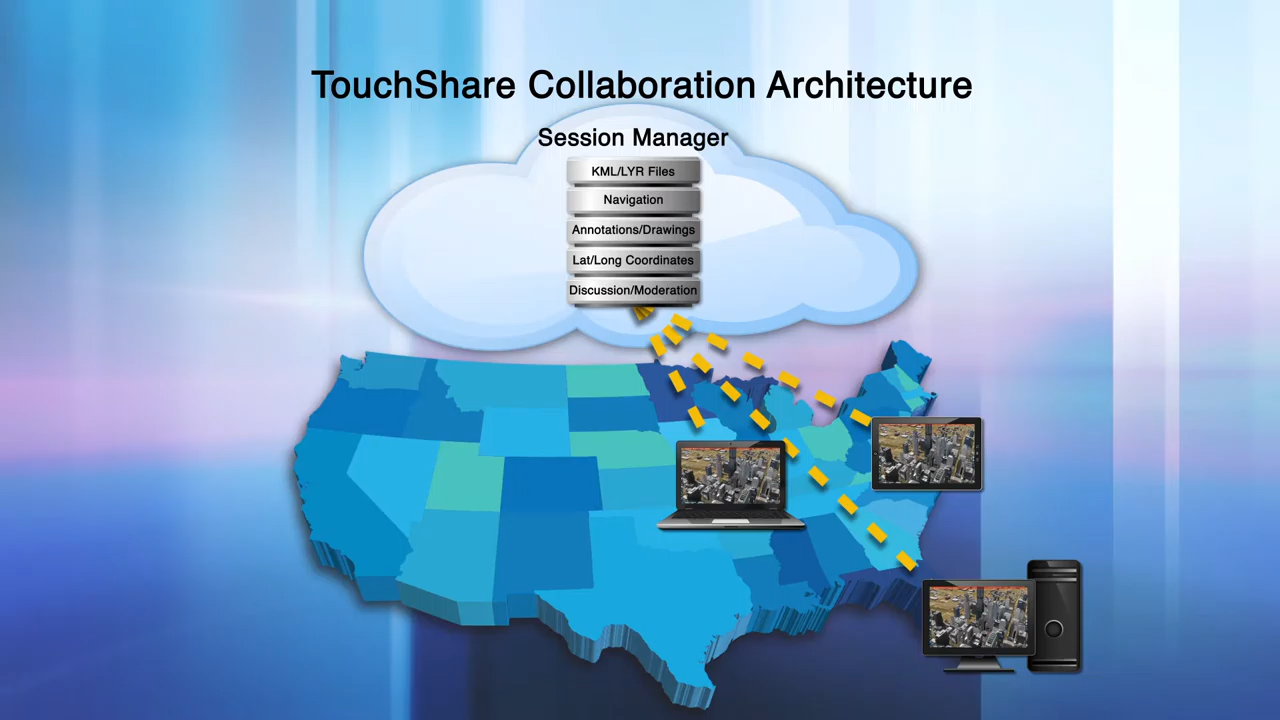 TouchShare Collaboration Architecture
Session Manager
KML/LYR Files
Navigation
Annotations/Drawings
Lat/Long Coordinates
Discussion/Moderation